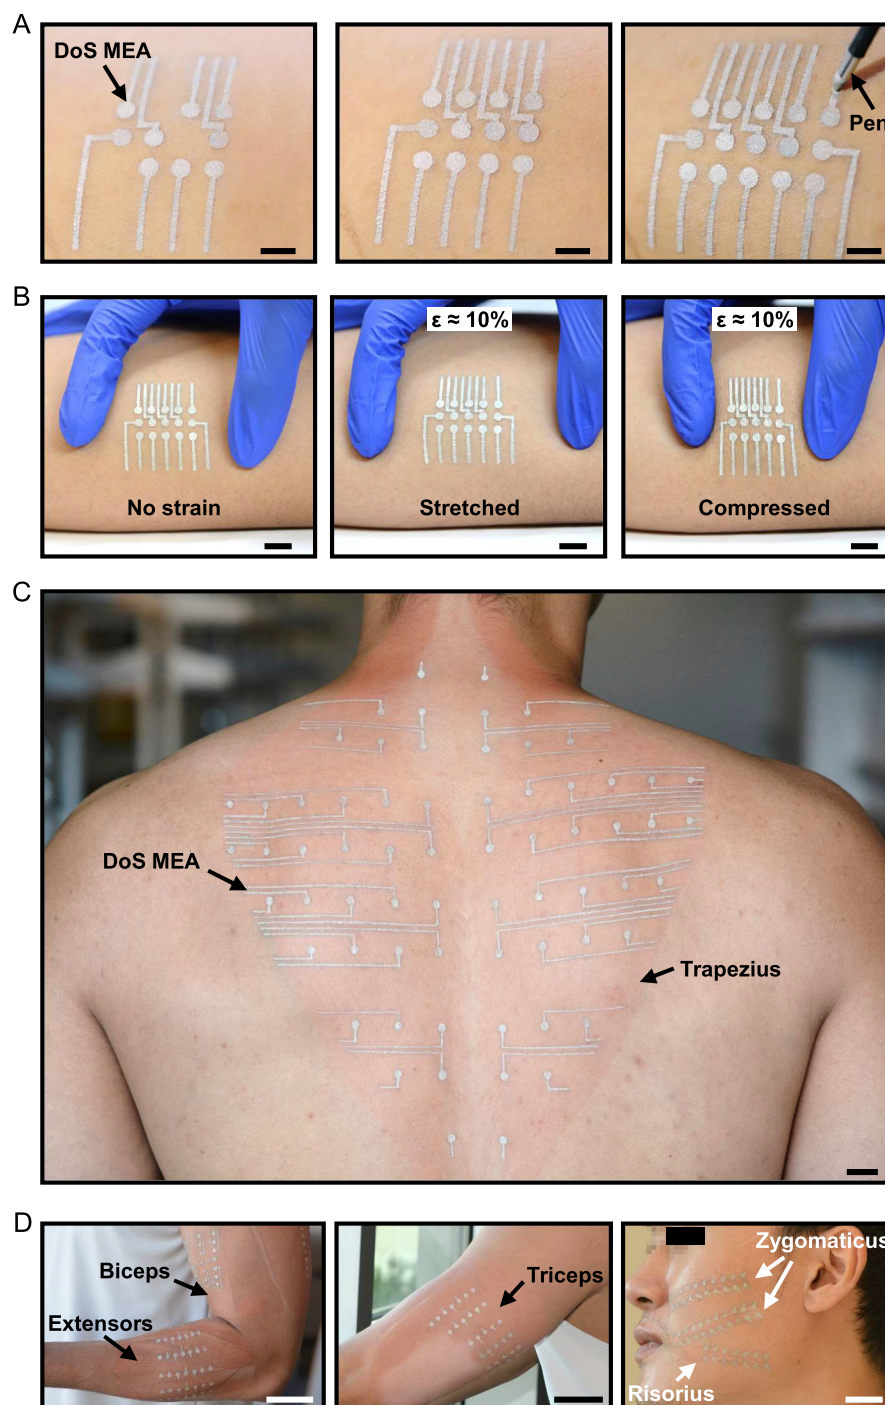 A
DoS MEA
Pen
B
ε ≈ 10%
ε ≈ 10%
No strain
Stretched
Compressed
C
DoS MEA
Trapezius
D
Biceps
Extensors
Triceps
Zygomaticus
Risorius